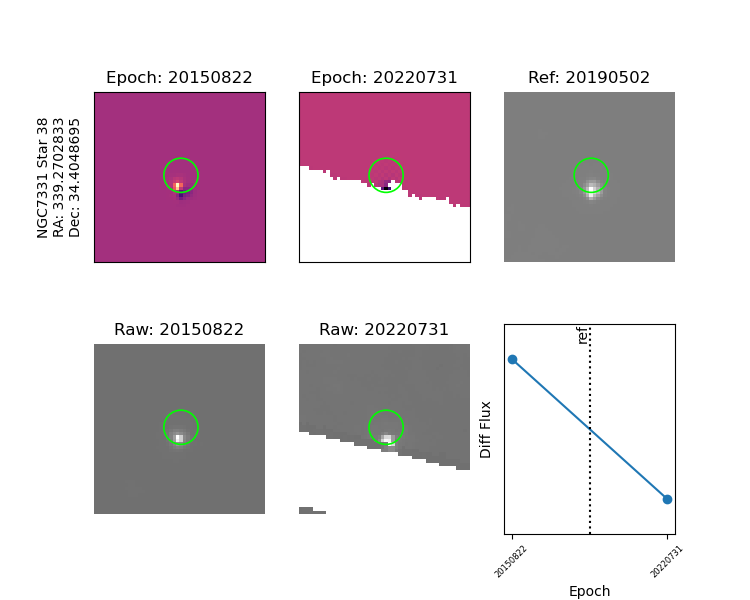 Epoch: 20150822
Epoch: 20220731
Ref: 20190502
NGC7331 Star 38
RA: 339.2702833
Dec: 34.4048695
Raw: 20150822
Raw: 20220731
ref
Diff Flux
20150822
20220731
Epoch